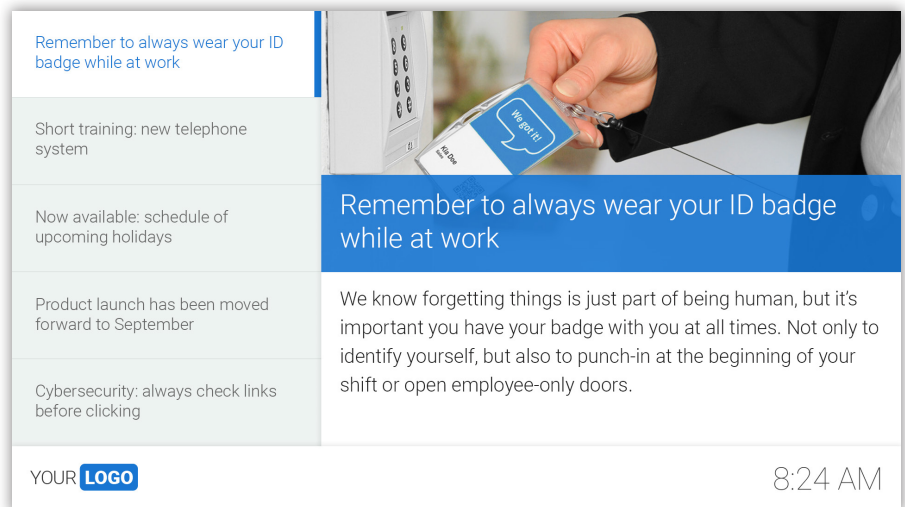 Remember to always wear your ID
badge while at work
Short training: new telephone
system
Now available: schedule of
upcoming holidays
Product launch has been moved
forward to September
Cybersecurity: always check links
before clicking
We got it!
Kia Doe
Remember to always wear your ID badge
while at work
We know forgetting things is just part of being human, but it’s
important you have your badge with you at all times. Not only to
identify yourself, but also to punch-in at the beginning of your
shift or open employee-only doors.
YOUR LOGO
8:24 AM